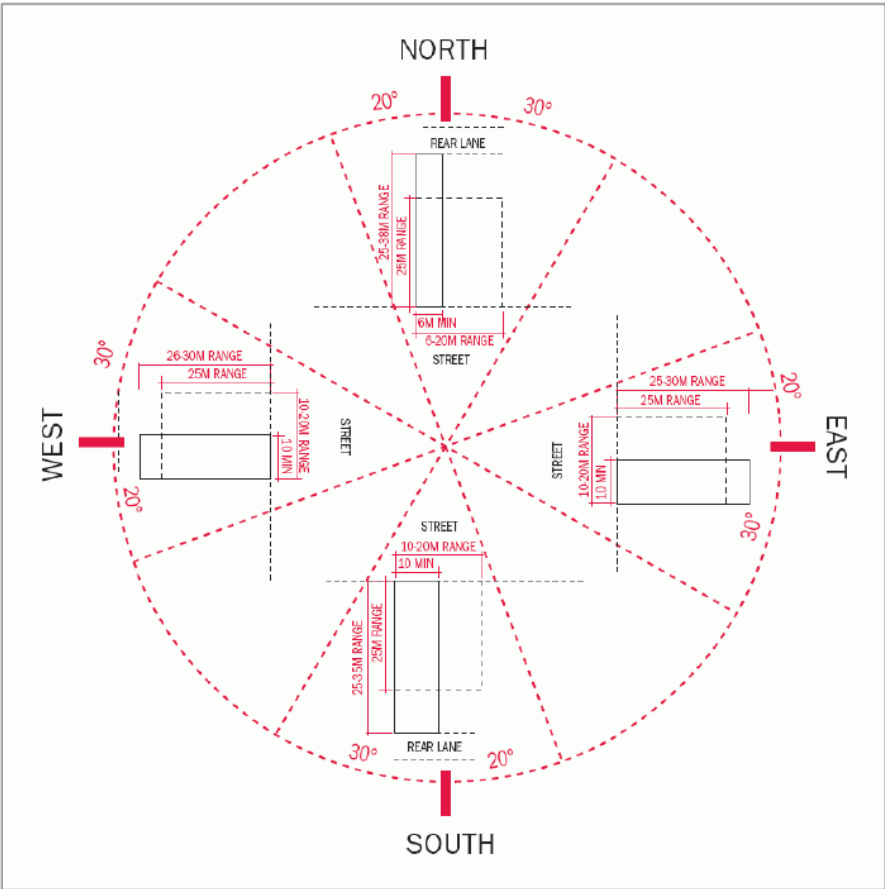 NORTH
20°
30°
REAR LANE
25-38M RANGE
25M RANGE
6M MIN
6-20M RANGE
STREET
30°
26-30M RANGE
25M RANGE
10-20M RANGE
10 MIN
STREET
WEST
20°
25-30M RANGE
25M RANGE
20°
STREET
10-20M RANGE
10 MIN
EAST
30°
STREET
10-20M RANGE
10 MIN
25-35M RANGE
25M RANGE
30°
REAR LANE
20°
SOUTH